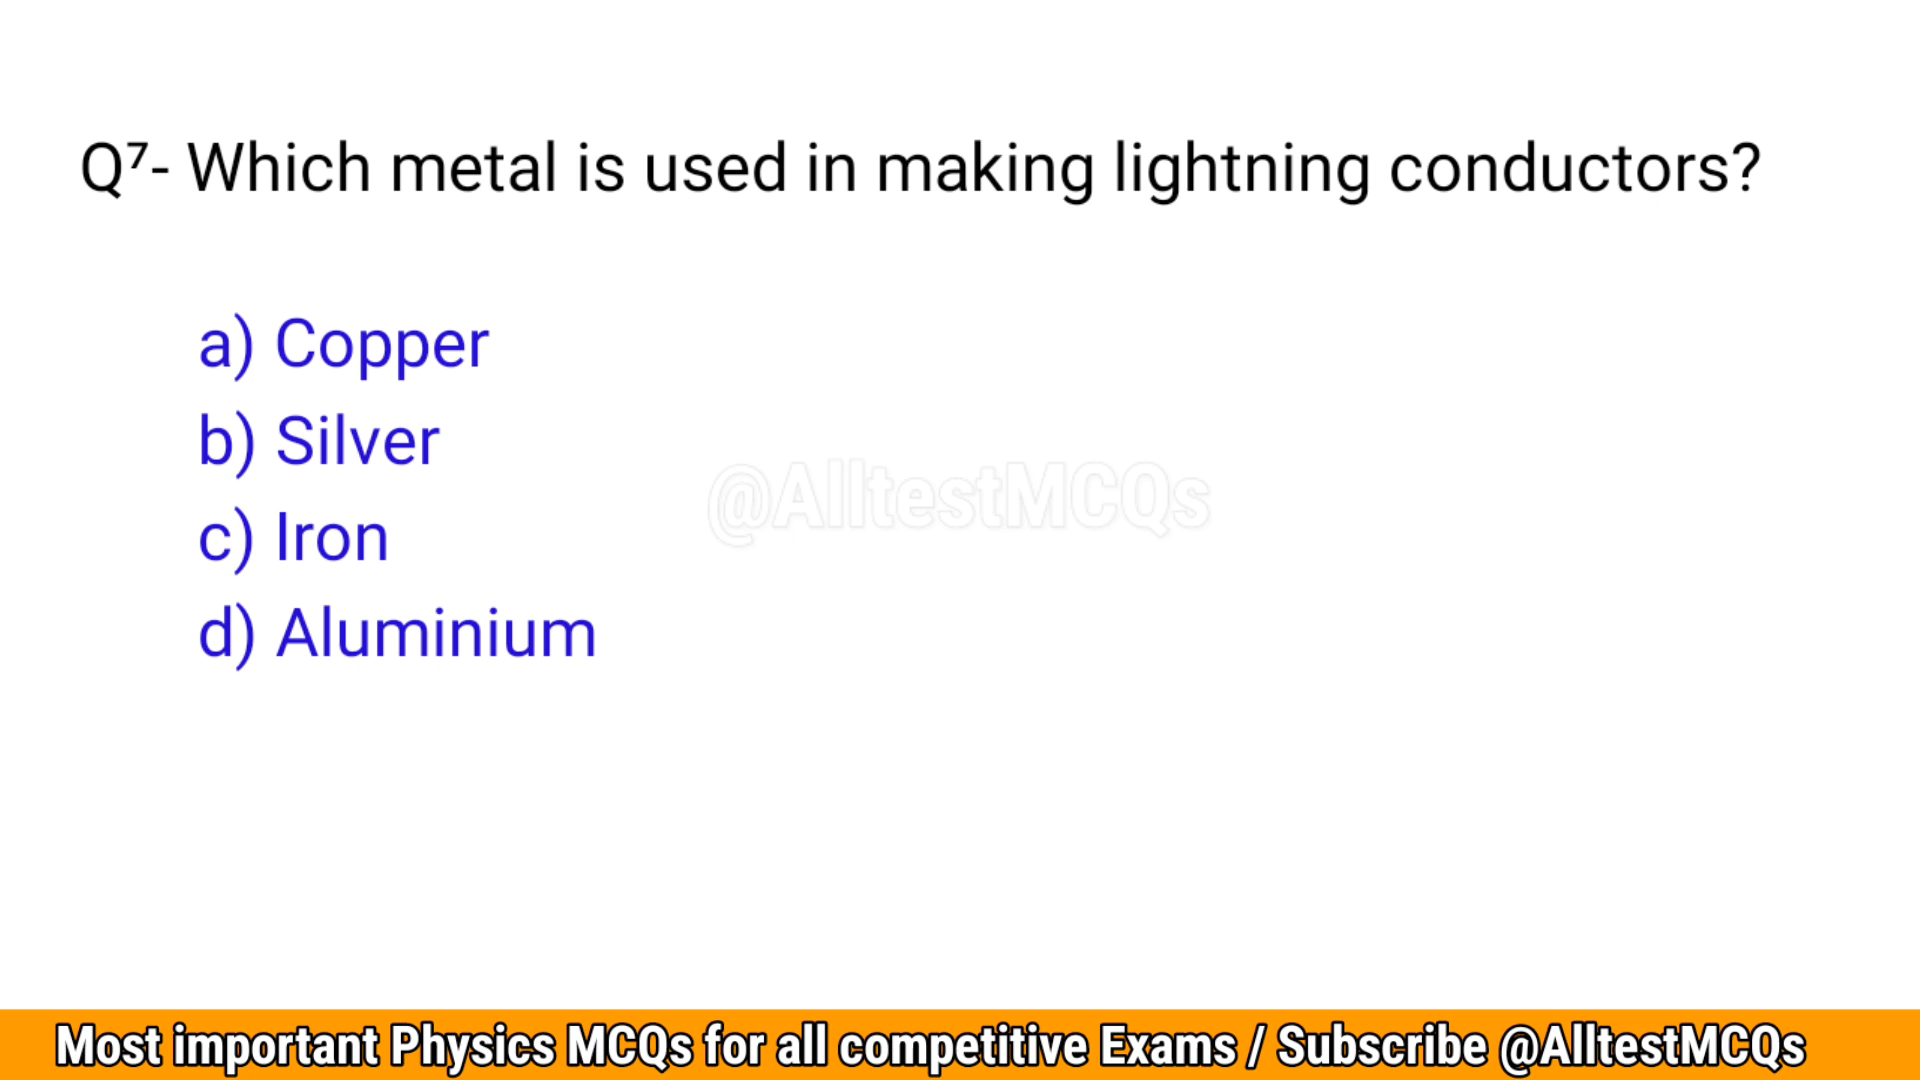 Q⁷- Which metal is used in making lightning conductors?
a) Copper
b) Silver
@AlltestMCQs
c) Iron
d) Aluminium
Most important Physics MCQs for all competitive Exams / Subscribe @AlltestMCQs